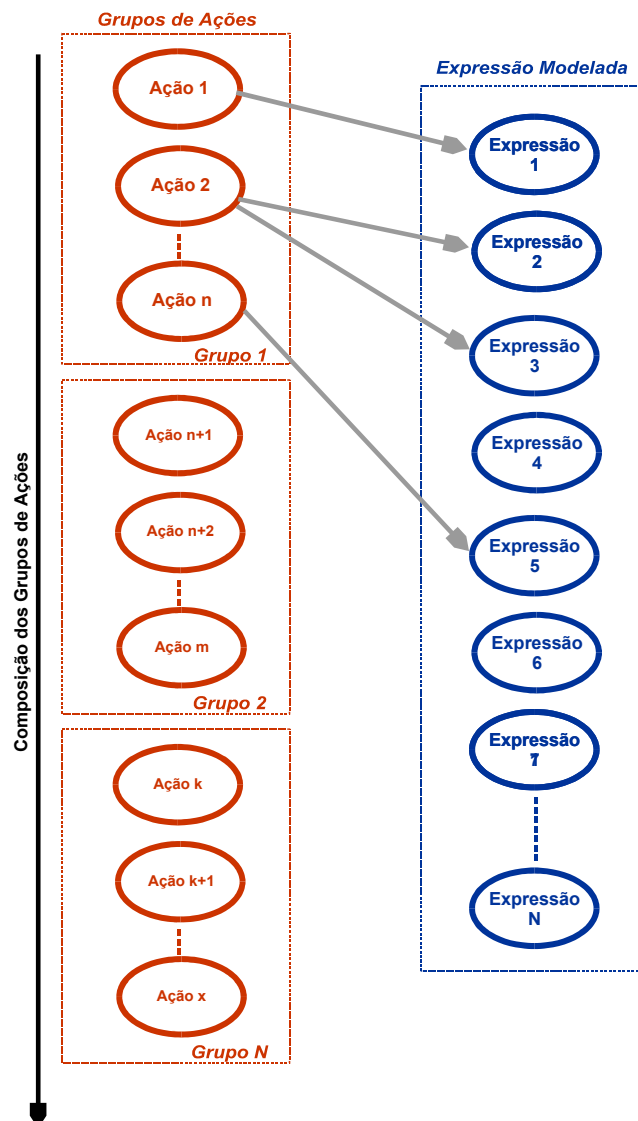 Grupos de Ações
Ação 1
Ação 2
Ação n
Grupo 1
Ação n+1
Ação n+2
Ação m
Grupo 2
Ação k
Ação k+1
Ação x
Grupo N
Composição dos Grupos de Ações
Expressão Modelada
Expressão
1
Expressão
2
Expressão
3
Expressão
4
Expressão
5
Expressão
6
Expressão
7
Expressão
N